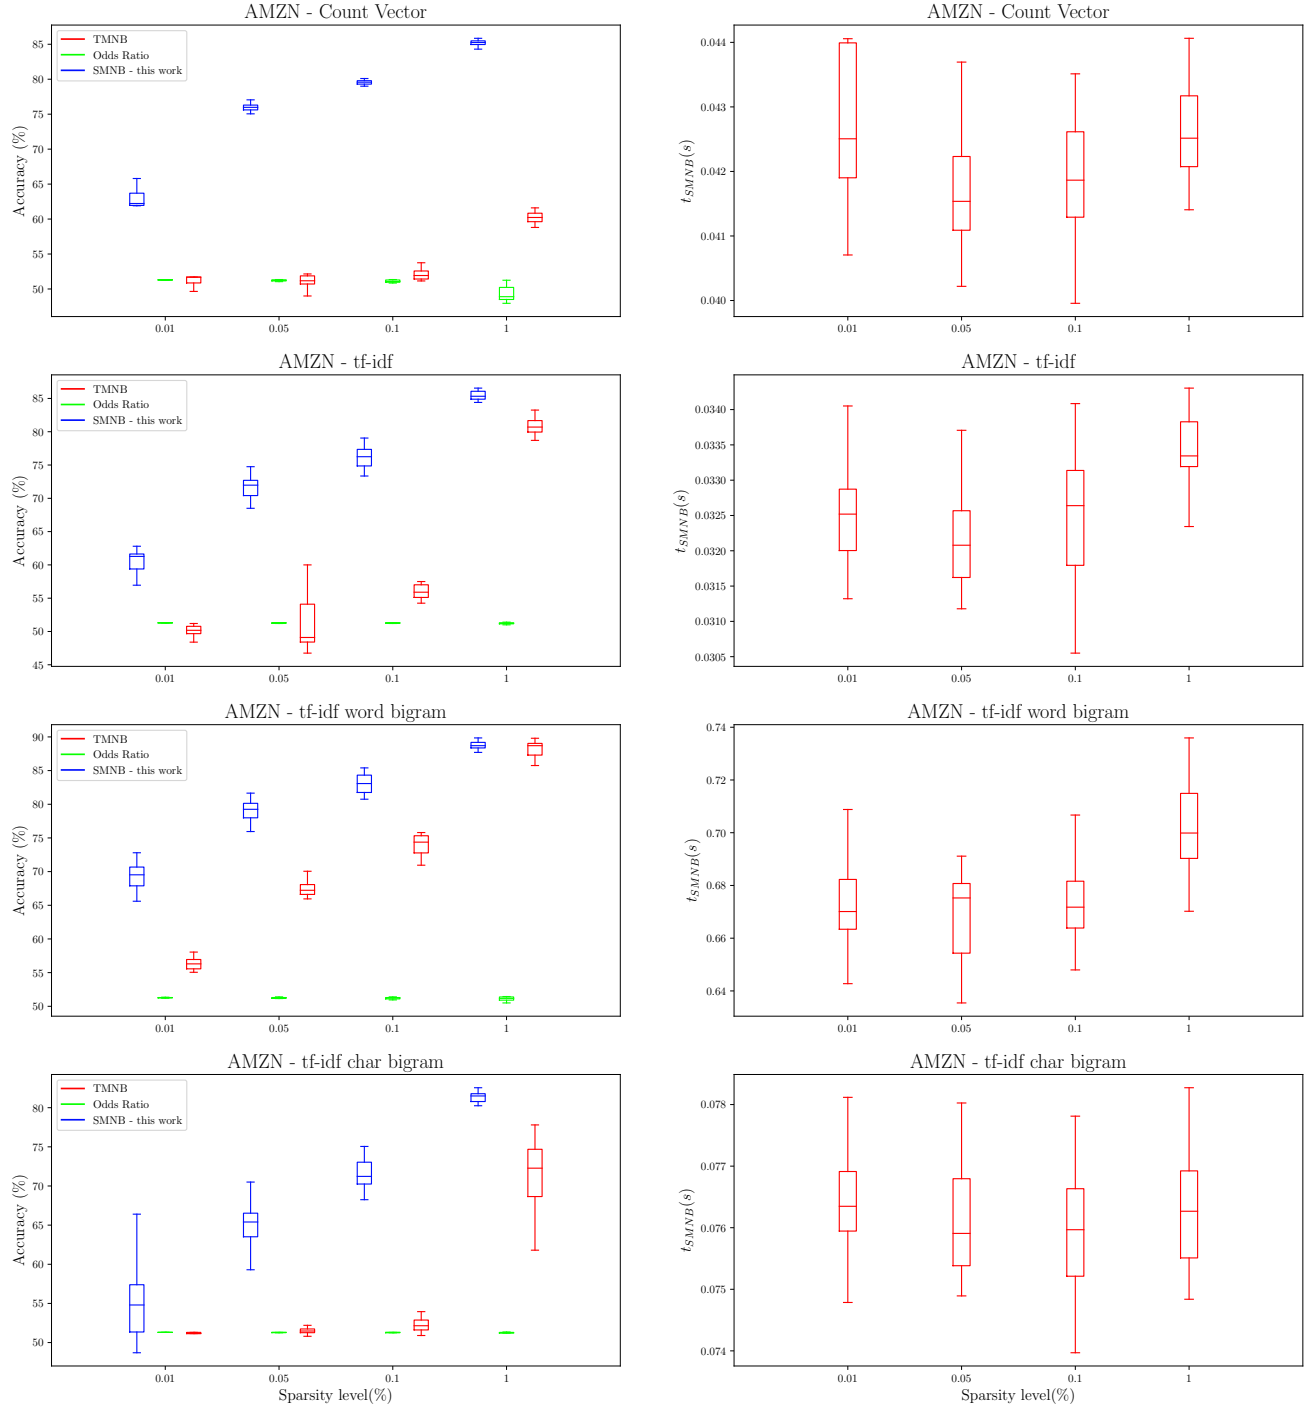 AMZN - Count Vector
TMNB
Odds Ratio
SMNB - this work
Accuracy (%)
85
80
75
70
65
60
55
50
0.01 0.05 0.1 1
AMZN - Count Vector
t_SMNB(s)
0.044
0.043
0.042
0.041
0.040
0.01 0.05 0.1 1
AMZN - tf-idf
TMNB
Odds Ratio
SMNB - this work
Accuracy (%)
85
80
75
70
65
60
55
50
45
0.01 0.05 0.1 1
AMZN - tf-idf
t_SMNB(s)
0.0340
0.0335
0.0330
0.0325
0.0320
0.0315
0.0310
0.0305
0.01 0.05 0.1 1
AMZN - tf-idf word bigram
TMNB
Odds Ratio
SMNB - this work
Accuracy (%)
90
85
80
75
70
65
60
55
50
0.01 0.05 0.1 1
AMZN - tf-idf word bigram
t_SMNB(s)
0.74
0.72
0.70
0.68
0.66
0.64
0.01 0.05 0.1 1
AMZN - tf-idf char bigram
TMNB
Odds Ratio
SMNB - this work
Accuracy (%)
80
75
70
65
60
55
50
0.01 0.05 0.1 1
Sparsity level(%)
AMZN - tf-idf char bigram
t_SMNB(s)
0.078
0.077
0.076
0.075
0.074
0.01 0.05 0.1 1
Sparsity level(%)